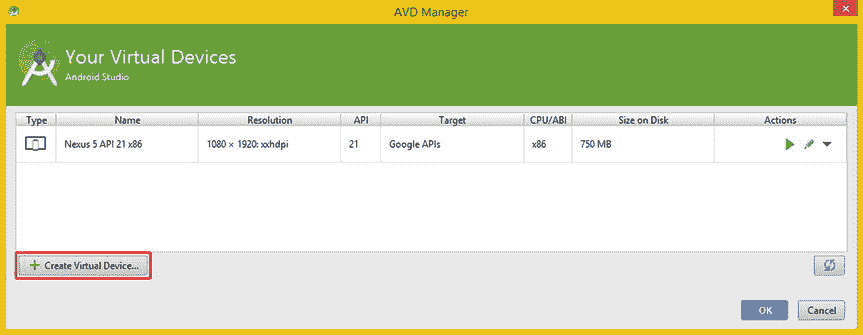 AVD Manager
Your Virtual Devices
Android Studio
Type Name Resolution API Target CPU/ABI Size on Disk Actions
Nexus 5 API 21 x86 1080 × 1920: xxhdpi 21 Google APIs x86 750 MB
Create Virtual Device...
OK Cancel